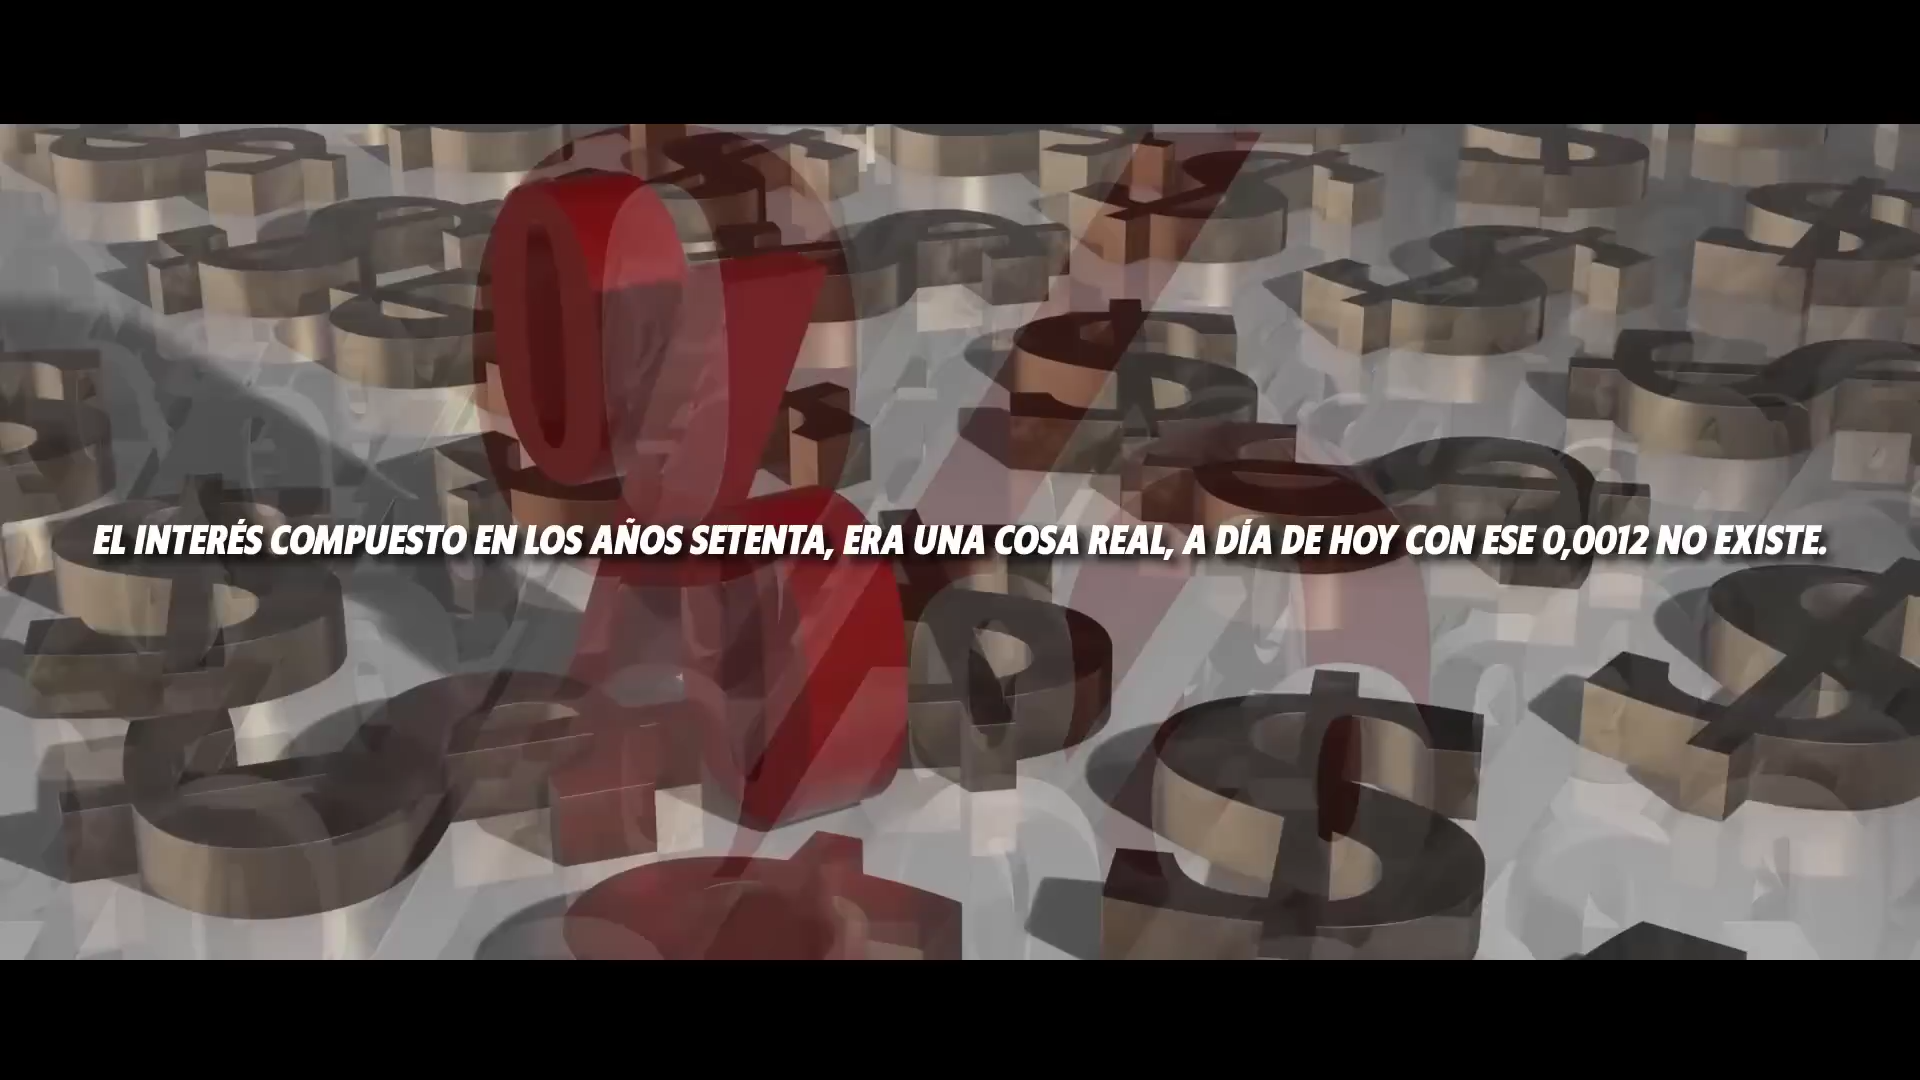 EL INTERÉS COMPUESTO EN LOS AÑOS SETENTA, ERA UNA COSA REAL, A DÍA DE HOY CON ESE 0,0012 NO EXISTE.